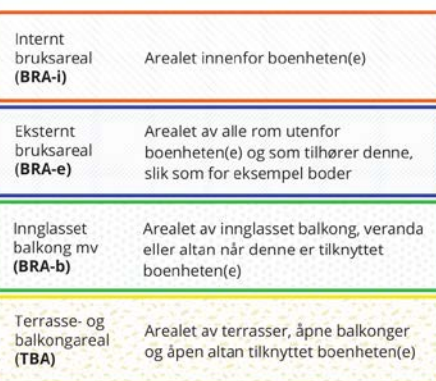 Internt
bruksareal
(BRA-i)
Arealet innenfor boenheten(e)
Eksternt
bruksareal
(BRA-e)
Arealet av alle rom utenfor
boenheten(e) og som tilhører denne,
slik som for eksempel boder
Innglasset
balkong mv
(BRA-b)
Arealet av innglasset balkong, veranda
eller altan når denne er tilknyttet
boenheten(e)
Terrasse- og
balkongareal
(TBA)
Arealet av terrasser, åpne balkonger
og åpen altan tilknyttet boenheten(e)